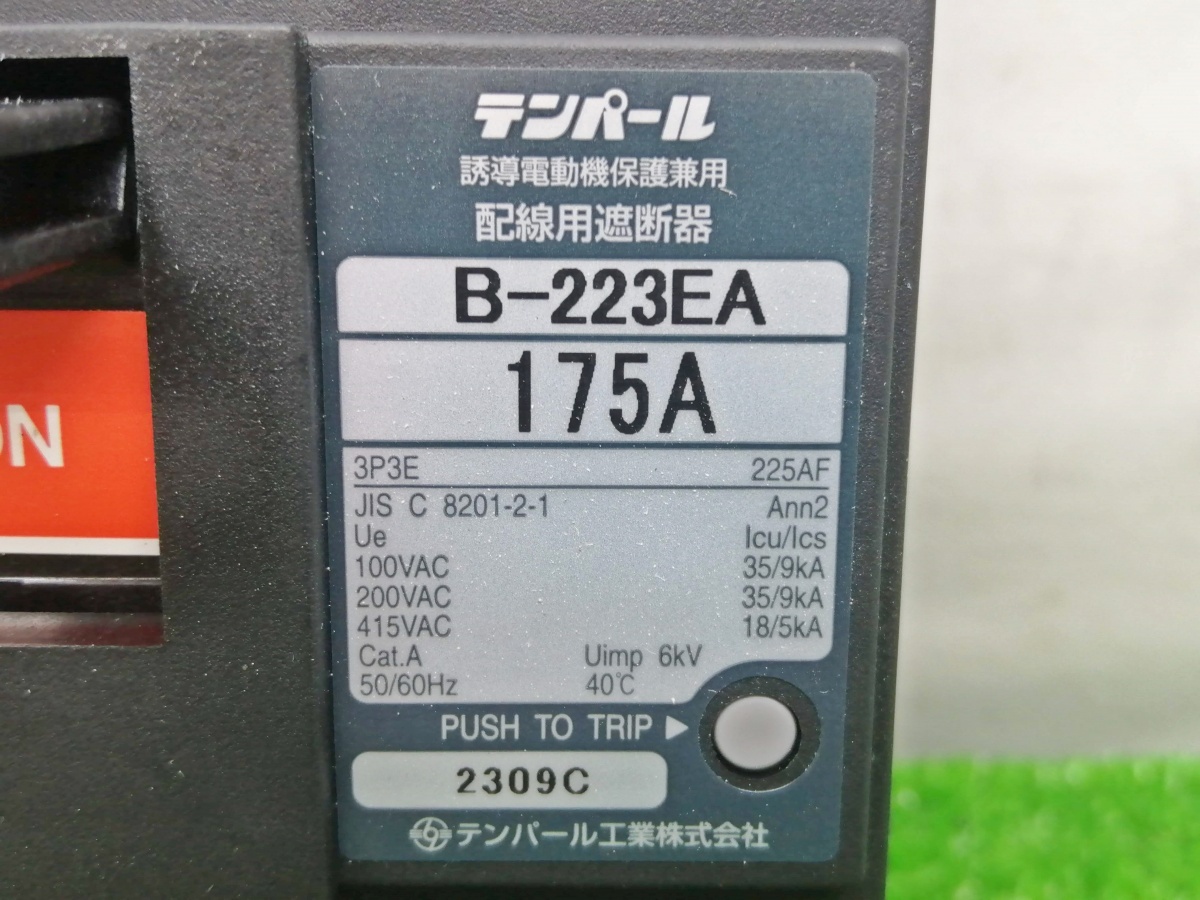 テンパール
誘導電動機保護兼用
配線用遮断器
B-223EA
175A
3P3E 225AF
JIS C 8201-2-1 Ann2
Ue Icu/Ics
100VAC 35/9kA
200VAC 35/9kA
415VAC 18/5kA
Cat.A Uimp 6kV
50/60Hz 40℃
PUSH TO TRIP ▶
2309C
テンパール工業株式会社
ON